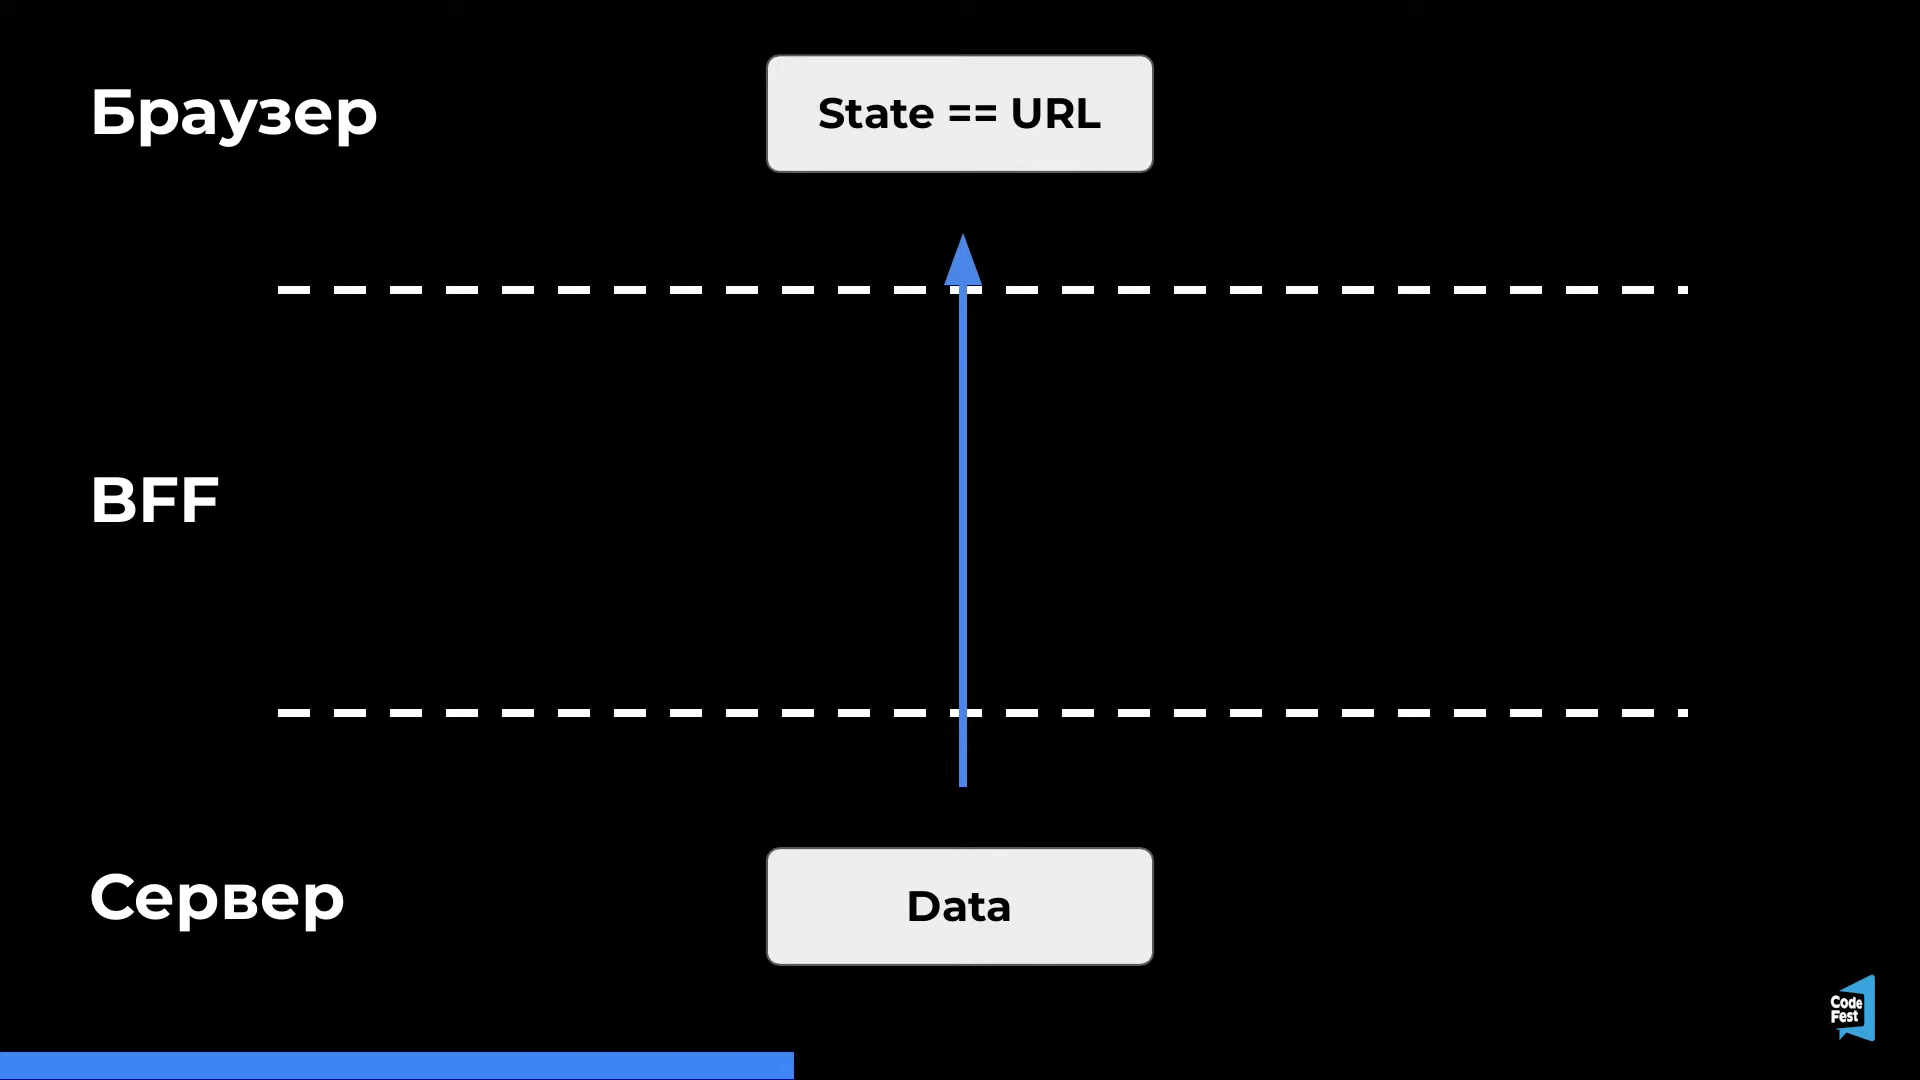 Браузер
State == URL
BFF
Сервер
Data
Code
Fest